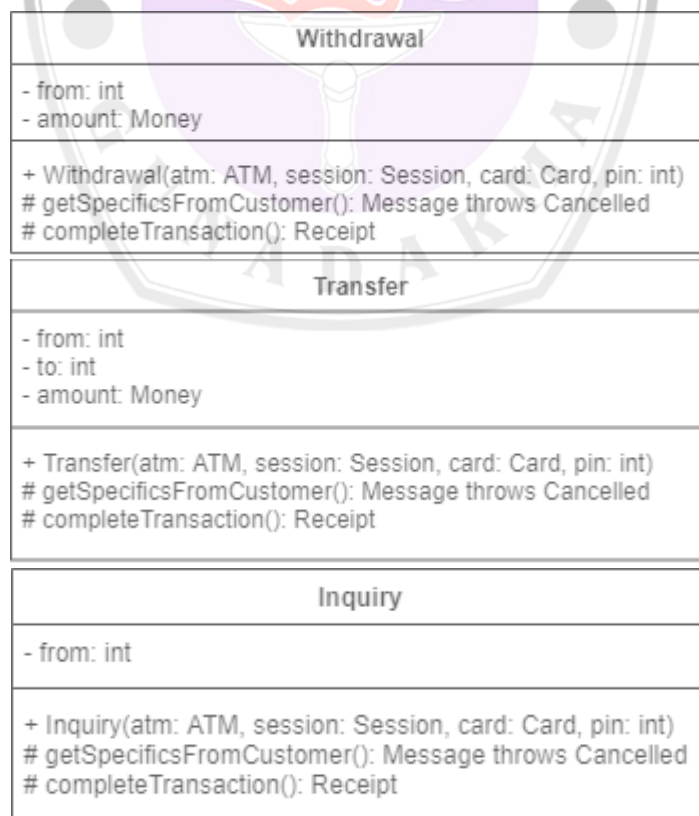 Withdrawal
- from: int
- amount: Money
+ Withdrawal(atm: ATM, session: Session, card: Card, pin: int)
# getSpecificsFromCustomer(): Message throws Cancelled
# completeTransaction(): Receipt
Transfer
- from: int
- to: int
- amount: Money
+ Transfer(atm: ATM, session: Session, card: Card, pin: int)
# getSpecificsFromCustomer(): Message throws Cancelled
# completeTransaction(): Receipt
Inquiry
- from: int
+ Inquiry(atm: ATM, session: Session, card: Card, pin: int)
# getSpecificsFromCustomer(): Message throws Cancelled
# completeTransaction(): Receipt